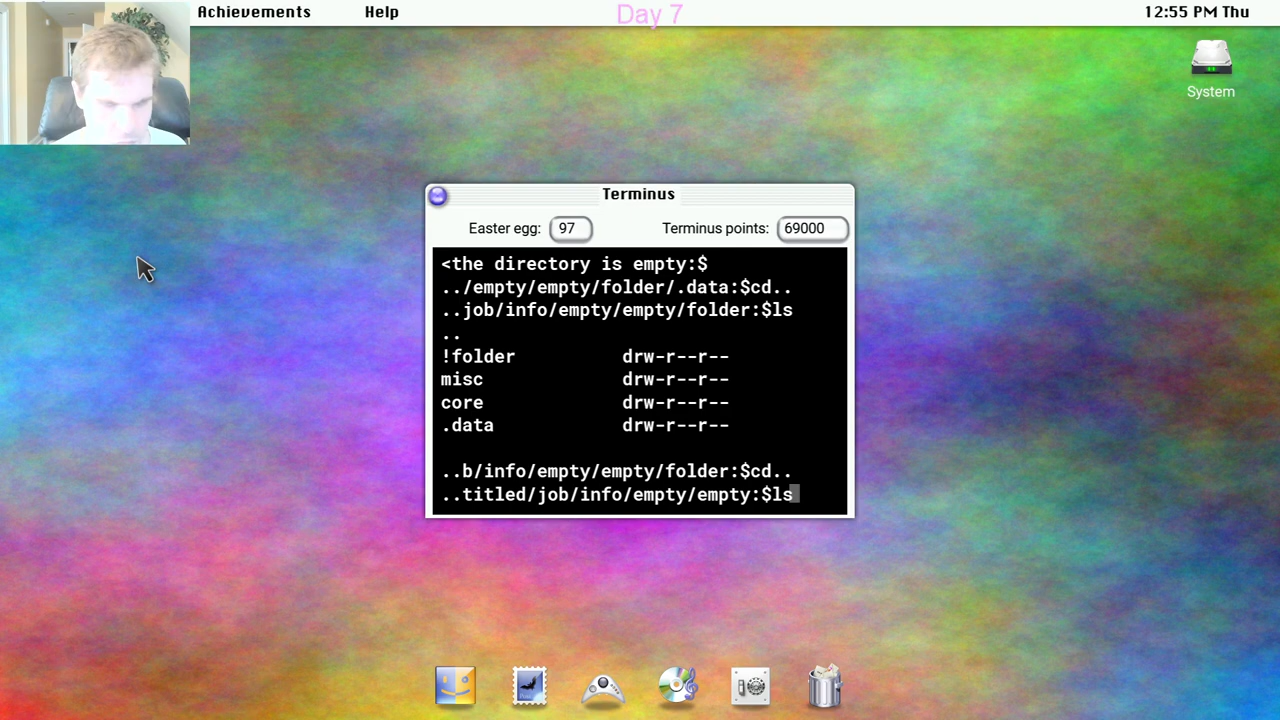 Achievements Help Day 7 12:55 PM Thu
System
Terminus
Easter egg: 97 Terminus points: 69000
<the directory is empty:$
../empty/empty/folder/.data:$cd..
..job/info/empty/empty/folder:$ls
..
!folder drw-r--r--
misc drw-r--r--
core drw-r--r--
.data drw-r--r--
..b/info/empty/empty/folder:$cd..
..titled/job/info/empty/empty:$ls